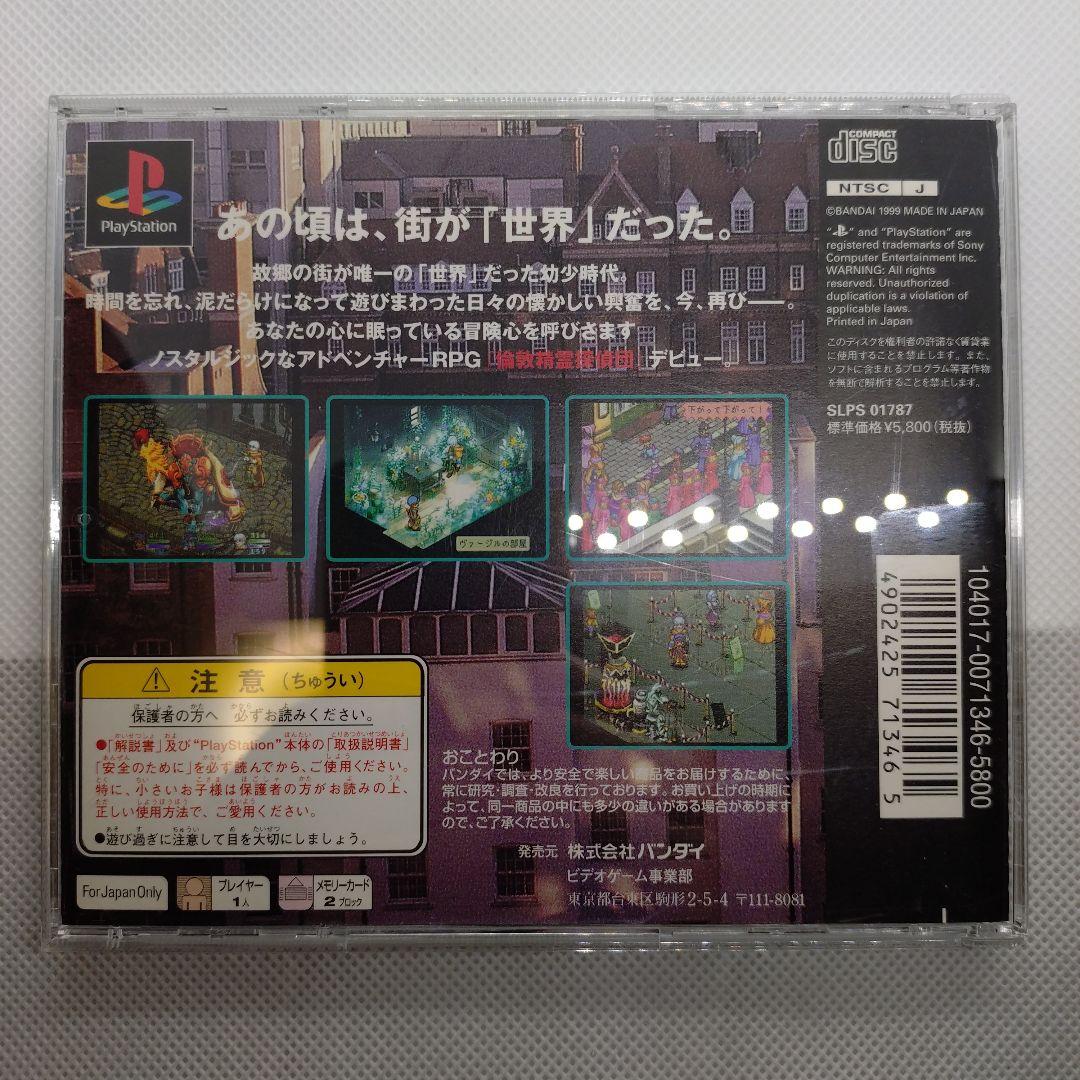 PlayStation
あの頃は、街が「世界」だった。
故郷の街が唯一の「世界」だった幼少時代。
時間を忘れ、泥だらけになって遊びまわった日々の懐かしい興奮を、今、再び――。
あなたの心に眠っている冒険心を呼びさます
ノスタルジックなアドベンチャーRPG「倫敦精霊探偵団」デビュー。
COMPACT
disc
NTSC J
©BANDAI 1999 MADE IN JAPAN
" " and "PlayStation" are
registered trademarks of Sony
Computer Entertainment Inc.
WARNING: All rights
reserved. Unauthorized
duplication is a violation of
applicable laws.
Printed in Japan
このディスクを権利者の許諾なく賃貸業
に使用することを禁止します。また、
ソフトに含まれるプログラム等著作物
を無断で解析することを禁止します。
SLPS 01787
標準価格¥5,800(税抜)
ヴァージルの部屋
下がって下がって!
104017-0071346-5800
4902425 71346 5
注意(ちゅうい)
保護者の方へ 必ずお読みください。
●「解説書」及び"PlayStation"本体の「取扱説明書」
「安全のために」を必ず読んでから、ご使用ください。
特に、小さいお子様は保護者の方がお読みの上、
正しい使用方法で、ご愛用ください。
●遊び過ぎに注意して目を大切にしましょう。
For Japan Only
プレイヤー
1人
メモリーカード
2ブロック
おことわり
バンダイでは、より安全で楽しい商品をお届けするために、
常に研究・調査・改良を行っております。お買い上げの時期に
よって、同一商品の中にも多少の違いがある場合があります
ので、ご了承ください。
発売元 株式会社バンダイ
ビデオゲーム事業部
東京都台東区駒形2-5-4 〒111-8081